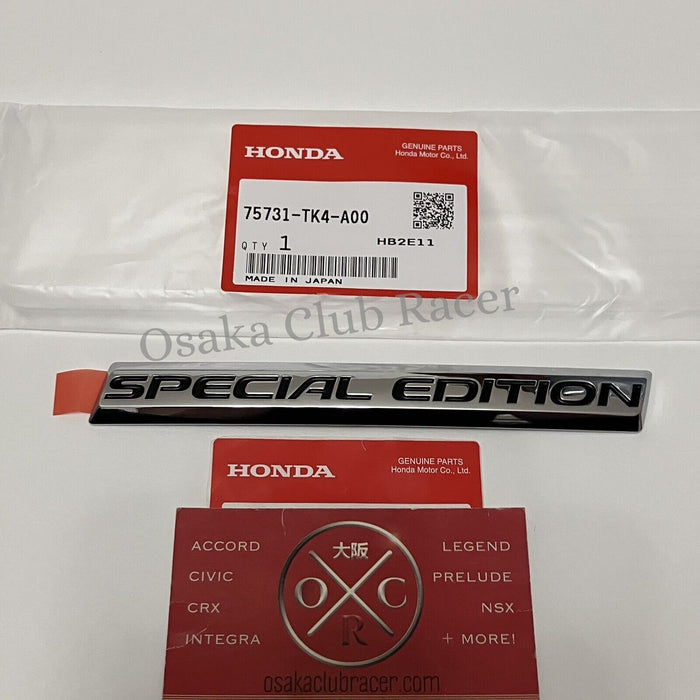 HONDA
GENUINE PARTS
Honda Motor Co., Ltd.
75731-TK4-A00
QTY 1
HB2E11
MADE IN JAPAN
Osaka Club Racer
SPECIAL EDITION
HONDA
GENUINE PARTS
Honda Motor Co., Ltd.
ACCORD
CIVIC
CRX
INTEGRA
大阪
O C
R
LEGEND
PRELUDE
NSX
+ MORE!
osakaclubracer.com